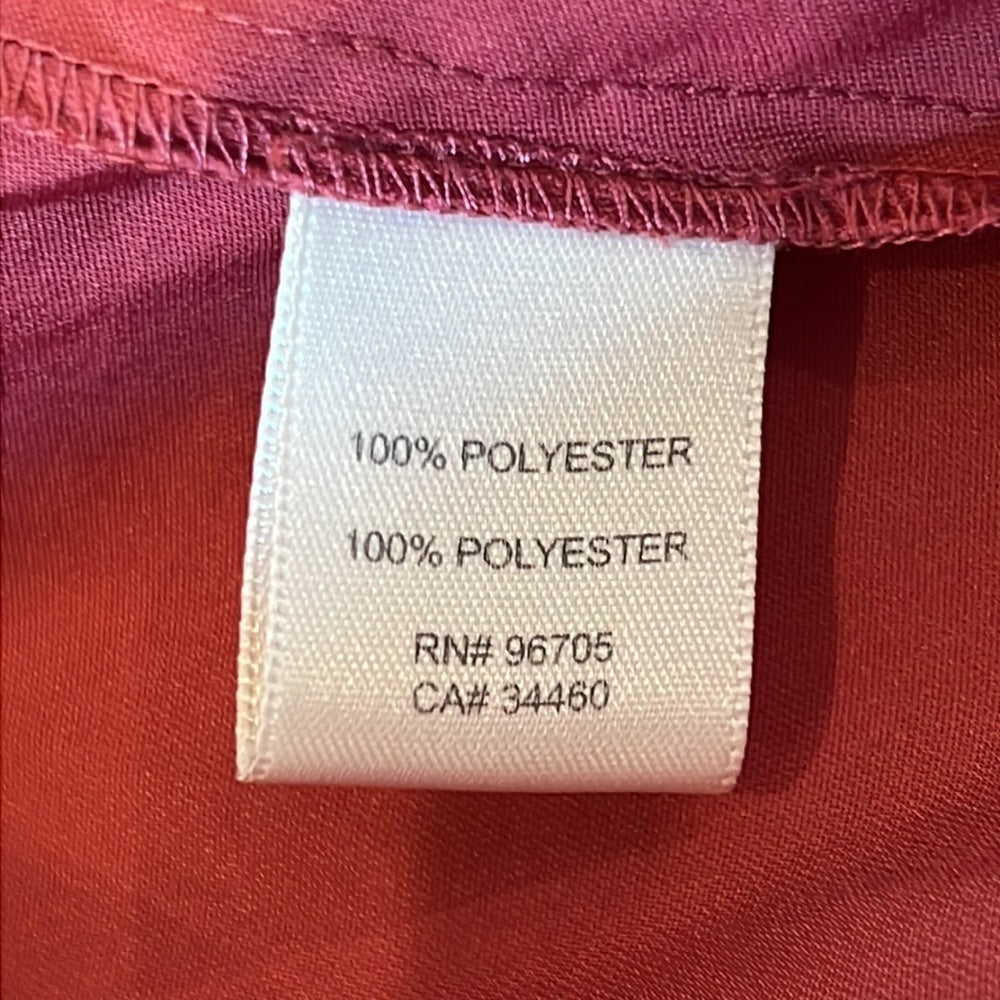 100% POLYESTER
100% POLYESTER
RN# 96705
CA# 34460